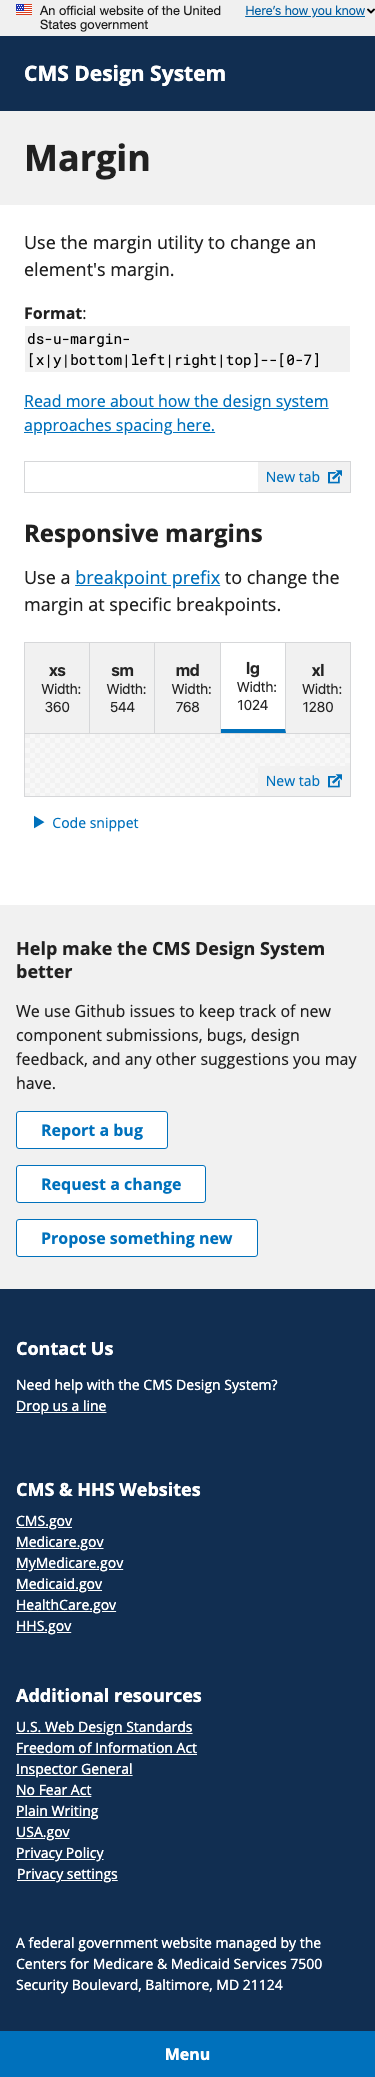 An official website of the United
States government
Here's how you know
CMS Design System
Margin
Use the margin utility to change an
element's margin.
Format:
ds-u-margin-
[x|y|bottom|left|right|top]--[0-7]
Read more about how the design system
approaches spacing here.
New tab
Responsive margins
Use a breakpoint prefix to change the
margin at specific breakpoints.
xs
Width:
360
sm
Width:
544
md
Width:
768
lg
Width:
1024
xl
Width:
1280
New tab
Code snippet
Help make the CMS Design System
better
We use Github issues to keep track of new
component submissions, bugs, design
feedback, and any other suggestions you may
have.
Report a bug
Request a change
Propose something new
Contact Us
Need help with the CMS Design System?
Drop us a line
CMS & HHS Websites
CMS.gov
Medicare.gov
MyMedicare.gov
Medicaid.gov
HealthCare.gov
HHS.gov
Additional resources
U.S. Web Design Standards
Freedom of Information Act
Inspector General
No Fear Act
Plain Writing
USA.gov
Privacy Policy
Privacy settings
A federal government website managed by the
Centers for Medicare & Medicaid Services 7500
Security Boulevard, Baltimore, MD 21124
Menu